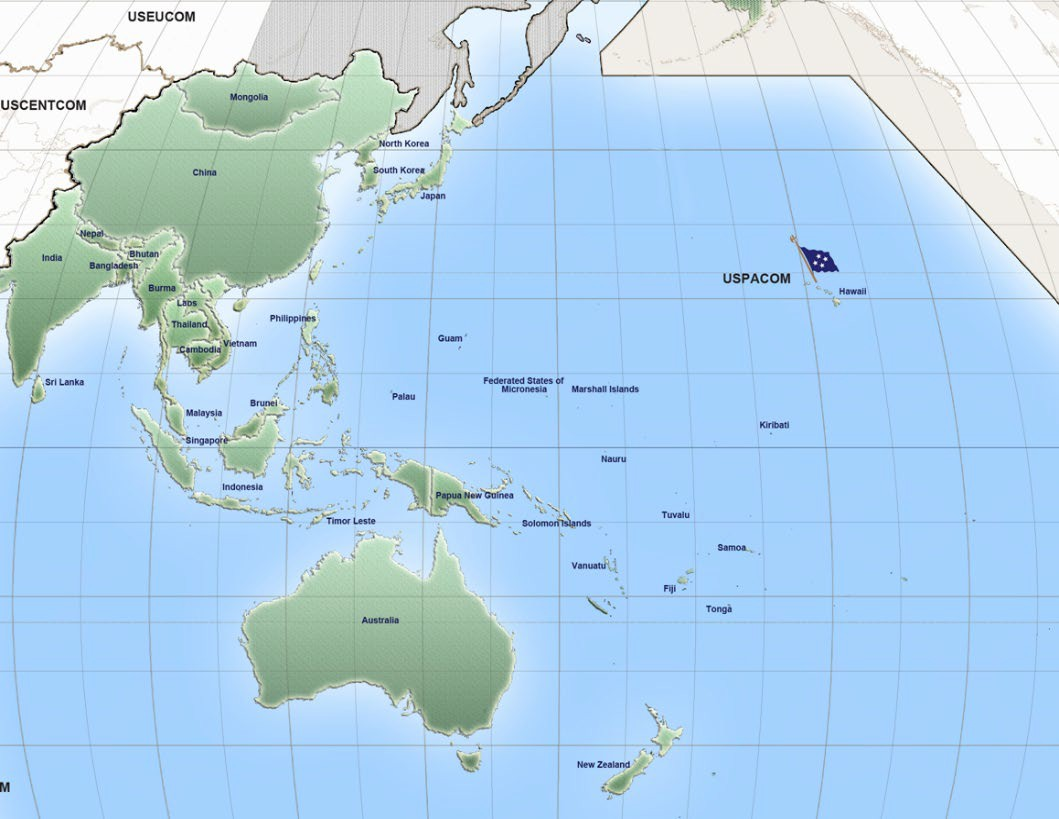 USEUCOM
USCENTCOM
Mongolia
North Korea
China
South Korea
Japan
Nepal
India
Bhutan
Bangladesh
USPACOM
Burma
Hawaii
Laos
Philippines
Thailand
Guam
Vietnam
Cambodia
Sri Lanka
Federated States of
Micronesia
Marshall Islands
Palau
Brunei
Malaysia
Kiribati
Singapore
Nauru
Indonesia
Papua New Guinea
Tuvalu
Timor Leste
Solomon Islands
Samoa
Vanuatu
Fiji
Tonga
Australia
New Zealand
M